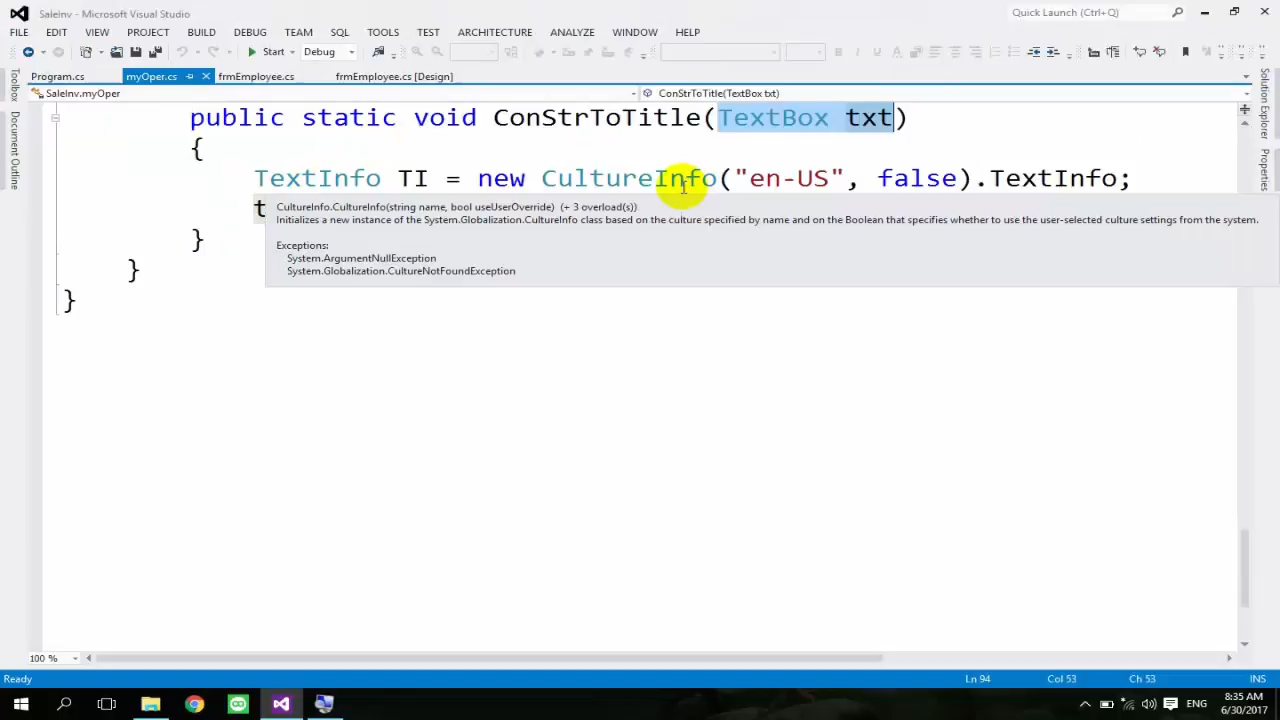 SaleInv - Microsoft Visual Studio
Quick Launch (Ctrl+Q)
FILE EDIT VIEW PROJECT BUILD DEBUG TEAM SQL TOOLS TEST ARCHITECTURE ANALYZE WINDOW HELP
Start Debug
Program.cs myOper.cs frmEmployee.cs frmEmployee.cs [Design]
SaleInv.myOper ConStrToTitle(TextBox txt)
Toolbox
Document Outline
Solution Explorer
Properties
public static void ConStrToTitle(TextBox txt)
{
TextInfo TI = new CultureInfo("en-US", false).TextInfo;
t
CultureInfo.CultureInfo(string name, bool useUserOverride) (+ 3 overload(s))
Initializes a new instance of the System.Globalization.CultureInfo class based on the culture specified by name and on the Boolean that specifies whether to use the user-selected culture settings from the system.
Exceptions:
System.ArgumentNullException
System.Globalization.CultureNotFoundException
}
}
}
100 %
Ready Ln 94 Col 53 Ch 53 INS
ENG
8:35 AM
6/30/2017